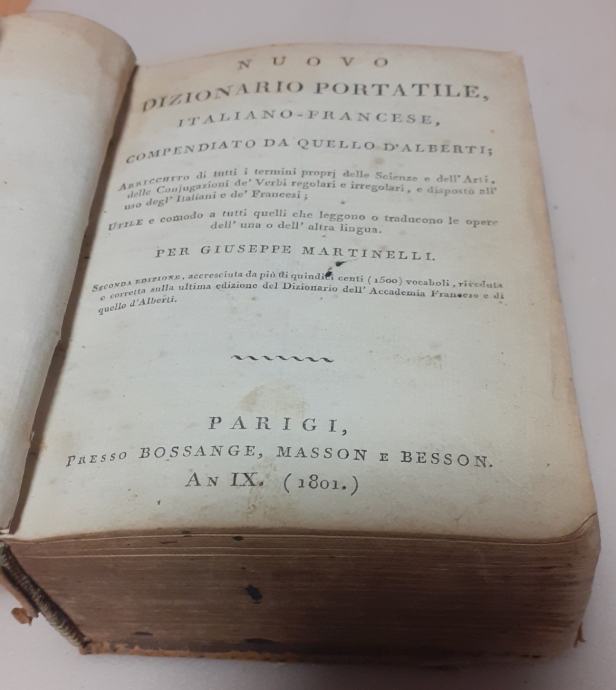 NUOVO
DIZIONARIO PORTATILE,
ITALIANO-FRANCESE,
COMPENDIATO DA QUELLO D'ALBERTI;
ARRICCHITO di tutti i termini proprj delle Scienze e dell'Arti,
delle Conjugazioni de' Verbi regolari e irregolari, e disposto all'
uso degl' Italiani e de' Francesi;
UTILE e comodo a tutti quelli che leggono o traducono le opere
dell' una o dell' altra lingua.
PER GIUSEPPE MARTINELLI.
SECONDA EDIZIONE, accresciuta da più di quindici centi (1500) vocaboli, riveduta
e corretta sulla ultima edizione del Dizionario dell' Accademia Francese e di
quello d'Alberti.
PARIGI,
PRESSO BOSSANGE, MASSON E BESSON.
AN IX. (1801.)